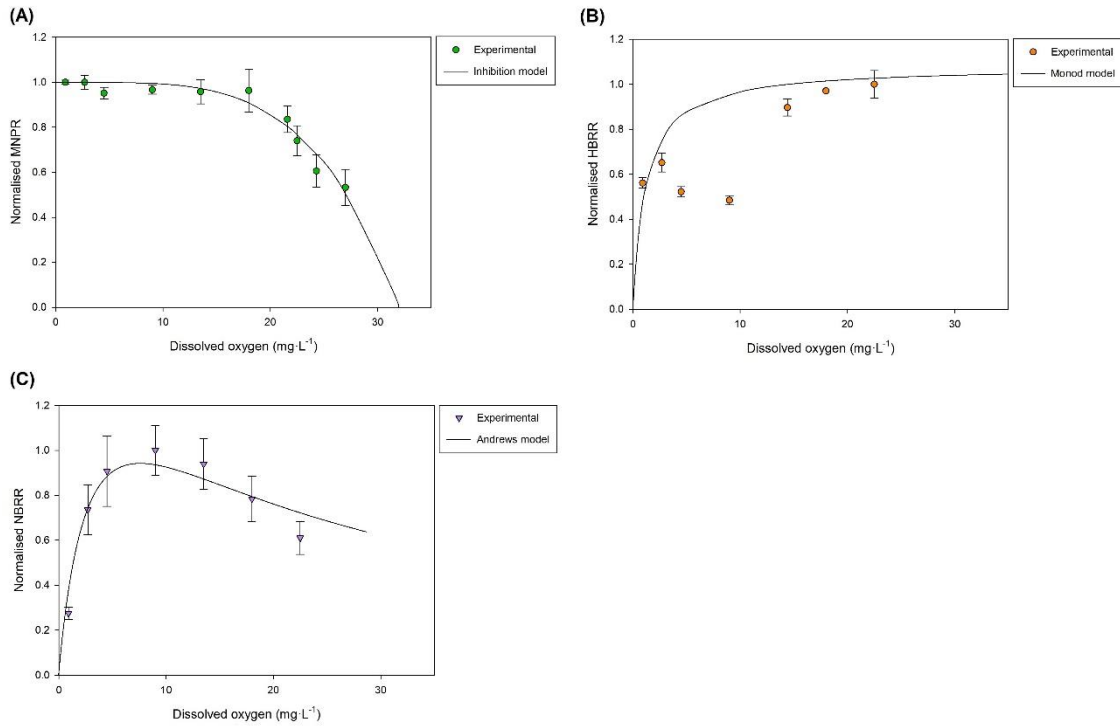 (A)
1.2
1.0
0.8
0.6
0.4
0.2
0.0
0
10
20
30
Normalised MNPR
Dissolved oxygen (mg·L⁻¹)
Experimental
Inhibition model
(B)
1.2
1.0
0.8
0.6
0.4
0.2
0.0
0
10
20
30
Normalised HBRR
Dissolved oxygen (mg·L⁻¹)
Experimental
Monod model
(C)
1.2
1.0
0.8
0.6
0.4
0.2
0.0
0
10
20
30
Normalised NBRR
Dissolved oxygen (mg·L⁻¹)
Experimental
Andrews model